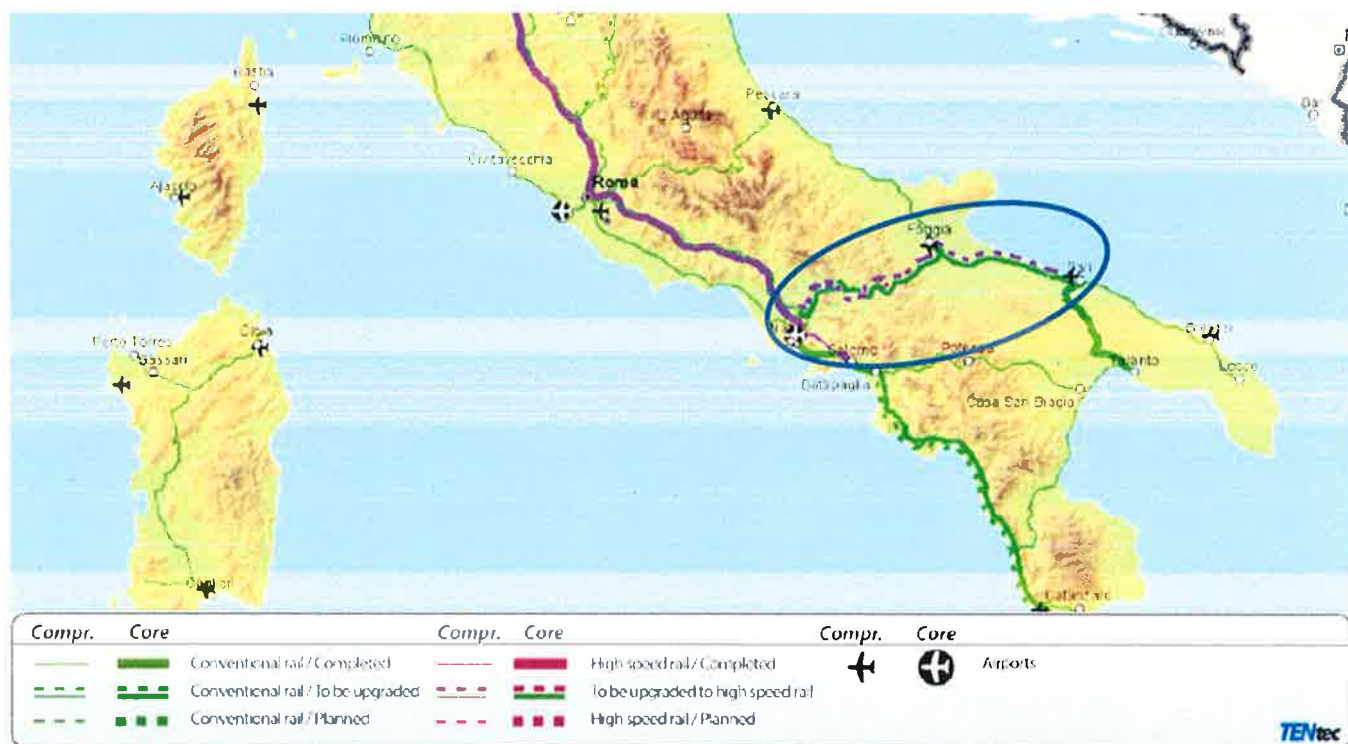 Piombino
Bastia
Pescara
Civitavecchia
Ajaccio
Roma
Foggia
Bari
Porto Torres
Olbia
Sassari
Salerno
Potenza
Taranto
Lecce
Battipaglia
Cagliari
Catanzaro
Compr. Core Compr. Core Compr. Core
Conventional rail / Completed High speed rail / Completed Airports
Conventional rail / To be upgraded To be upgraded to high speed rail
Conventional rail / Planned High speed rail / Planned
TENtec